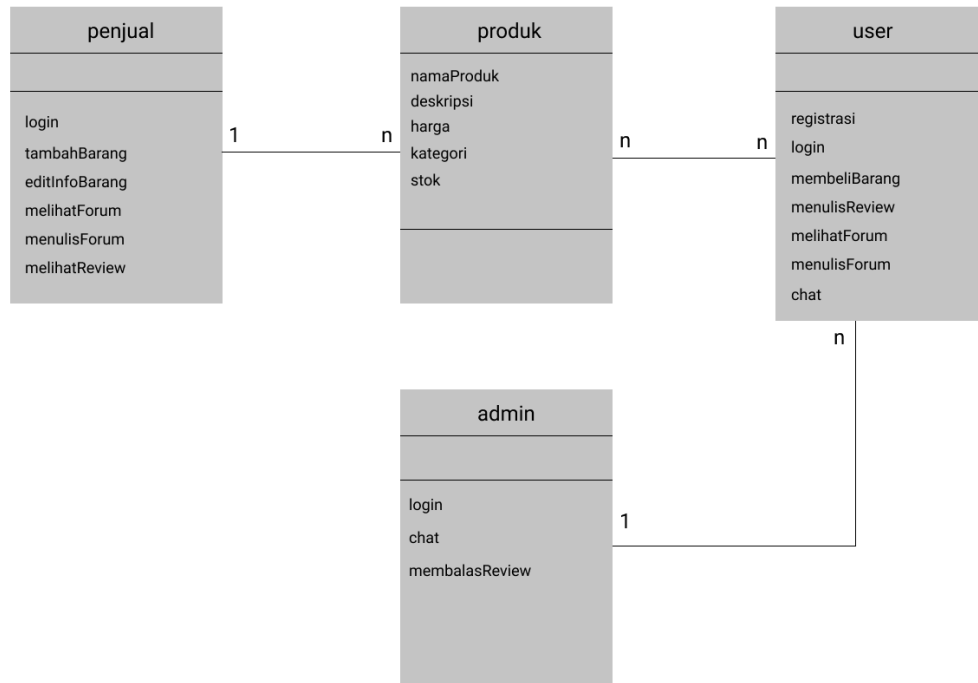 penjual
login
tambahBarang
editInfoBarang
melihatForum
menulisForum
melihatReview
1
n
produk
namaProduk
deskripsi
harga
kategori
stok
n
n
user
registrasi
login
membeliBarang
menulisReview
melihatForum
menulisForum
chat
n
admin
login
chat
membalasReview
1